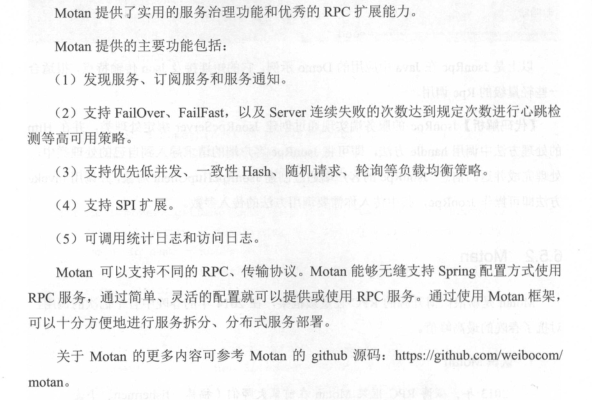 Motan 提供了实用的服务治理功能和优秀的 RPC 扩展能力。
Motan 提供的主要功能包括：
（1）发现服务、订阅服务和服务通知。
（2）支持 FailOver、FailFast，以及 Server 连续失败的次数达到规定次数进行心跳检
测等高可用策略。
（3）支持优先低并发、一致性 Hash、随机请求、轮询等负载均衡策略。
（4）支持 SPI 扩展。
（5）可调用统计日志和访问日志。
Motan 可以支持不同的 RPC、传输协议。Motan 能够无缝支持 Spring 配置方式使用
RPC 服务，通过简单、灵活的配置就可以提供或使用 RPC 服务。通过使用 Motan 框架，
可以十分方便地进行服务拆分、分布式服务部署。
关于 Motan 的更多内容可参考 Motan 的 github 源码：https://github.com/weibocom/
motan。